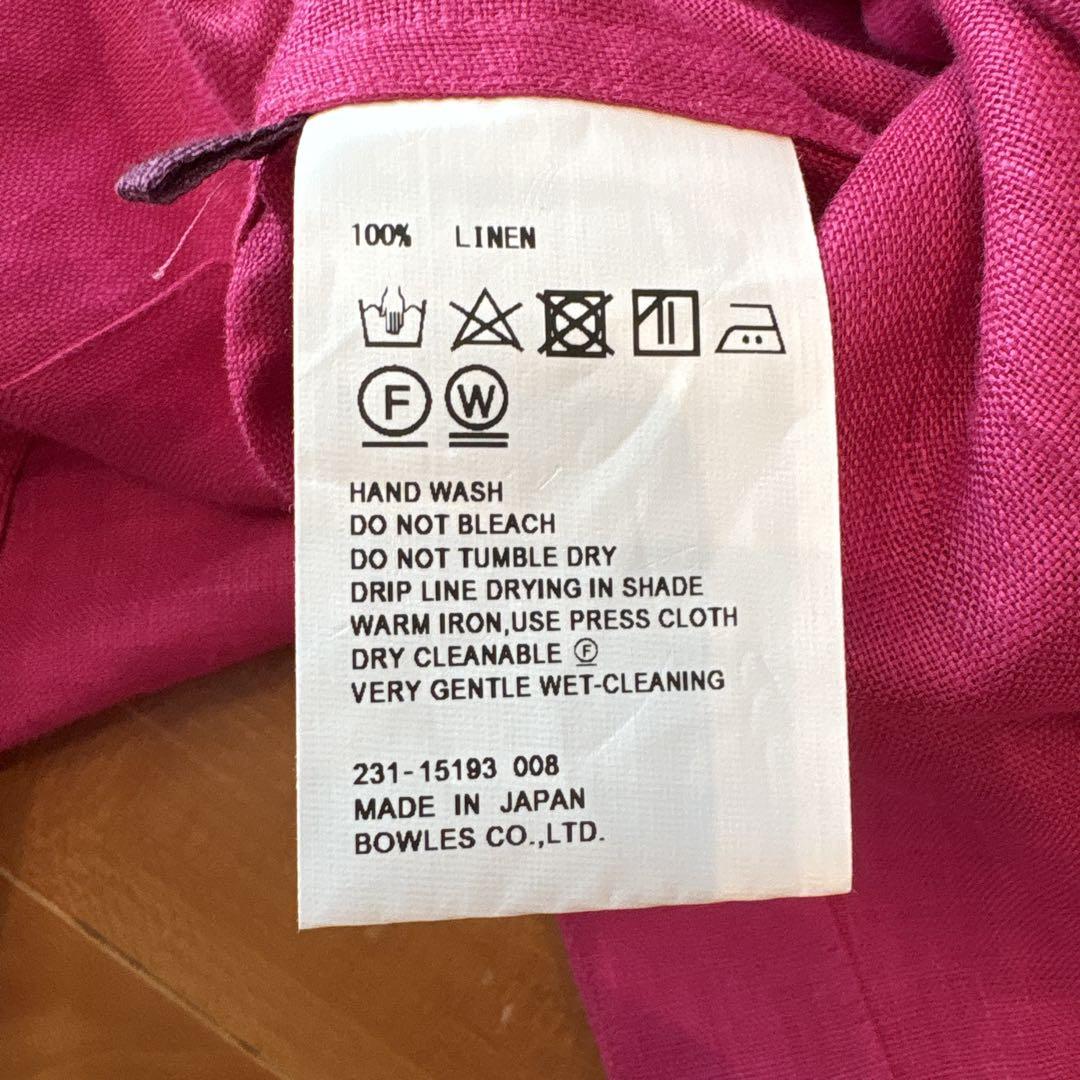 100% LINEN
F W
HAND WASH
DO NOT BLEACH
DO NOT TUMBLE DRY
DRIP LINE DRYING IN SHADE
WARM IRON,USE PRESS CLOTH
DRY CLEANABLE Ⓕ
VERY GENTLE WET-CLEANING
231-15193 008
MADE IN JAPAN
BOWLES CO.,LTD.